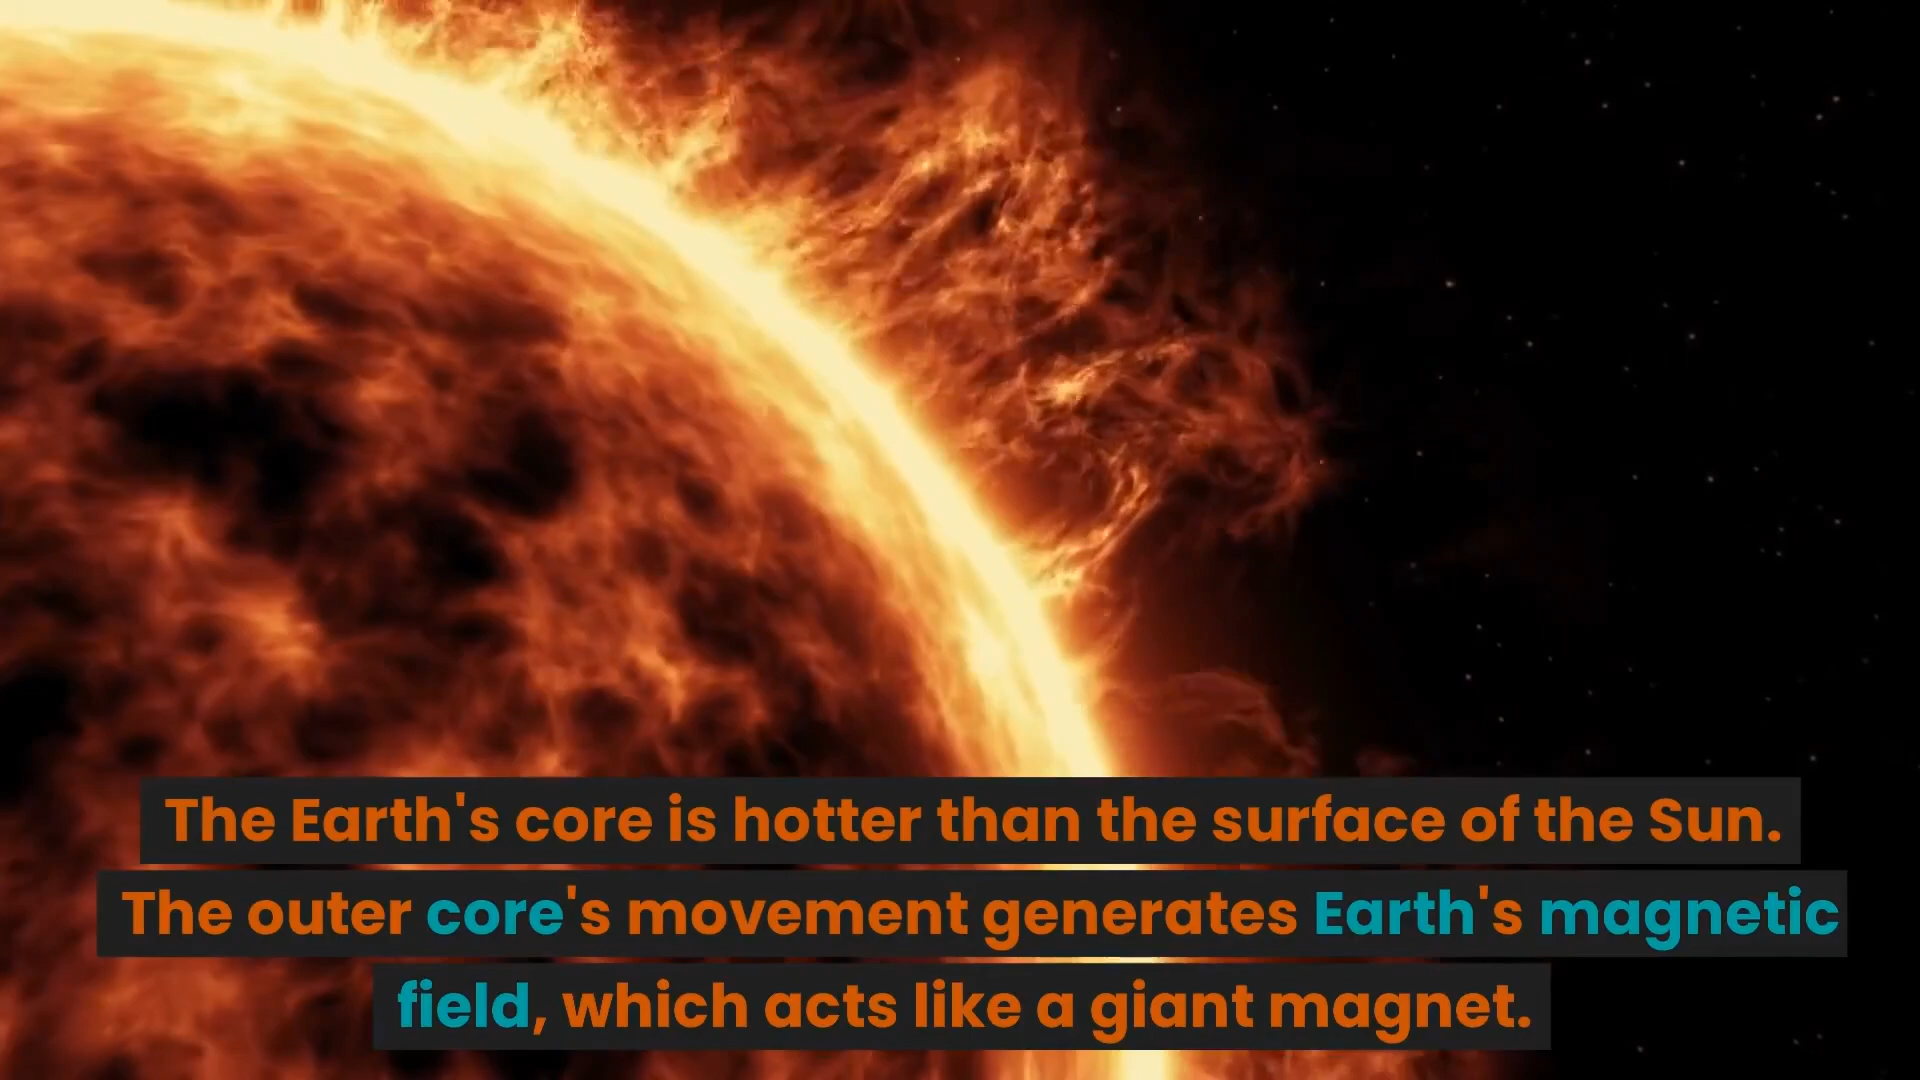 The Earth's core is hotter than the surface of the Sun.
The outer core's movement generates Earth's magnetic
field, which acts like a giant magnet.